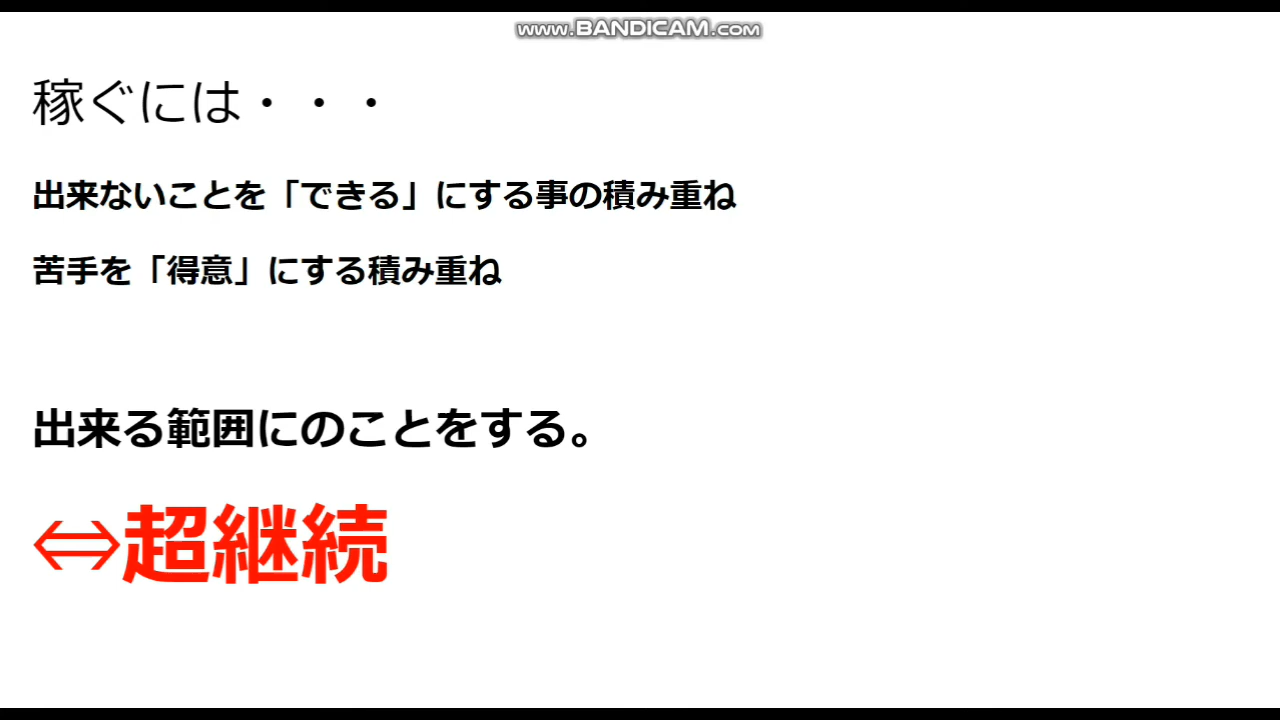 www.BANDICAM.com
稼ぐには・・・
出来ないことを「できる」にする事の積み重ね
苦手を「得意」にする積み重ね
出来る範囲にのことをする。
⇔超継続